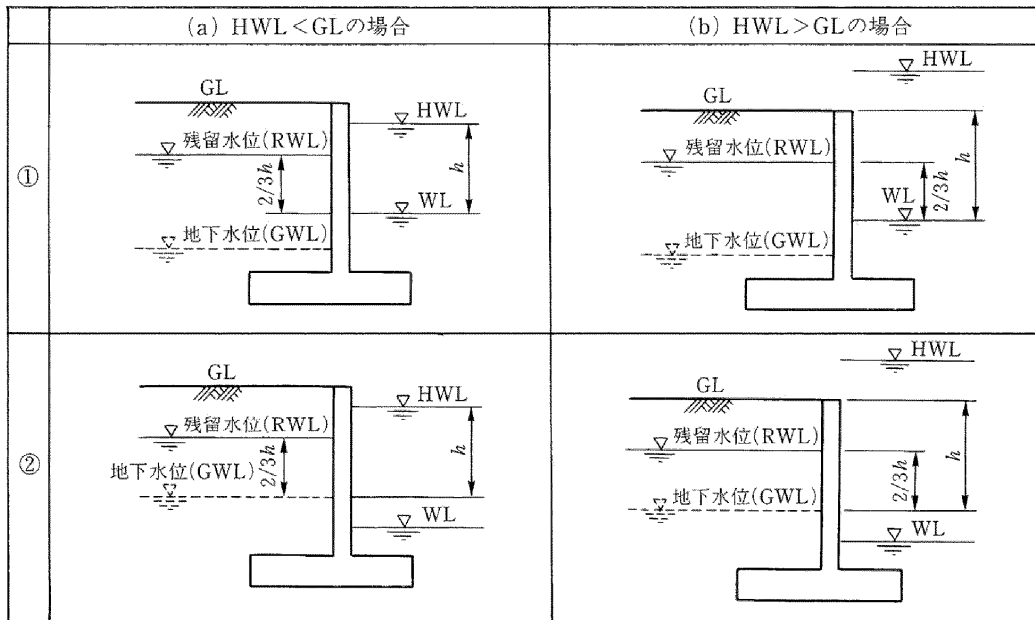 (a) HWL<GLの場合
(b) HWL>GLの場合
①
GL
HWL
残留水位(RWL)
2/3h
h
WL
地下水位(GWL)
HWL
GL
残留水位(RWL)
h
WL
2/3h
地下水位(GWL)
②
GL
HWL
残留水位(RWL)
h
地下水位(GWL)
2/3h
WL
HWL
GL
残留水位(RWL)
h
2/3h
地下水位(GWL)
WL